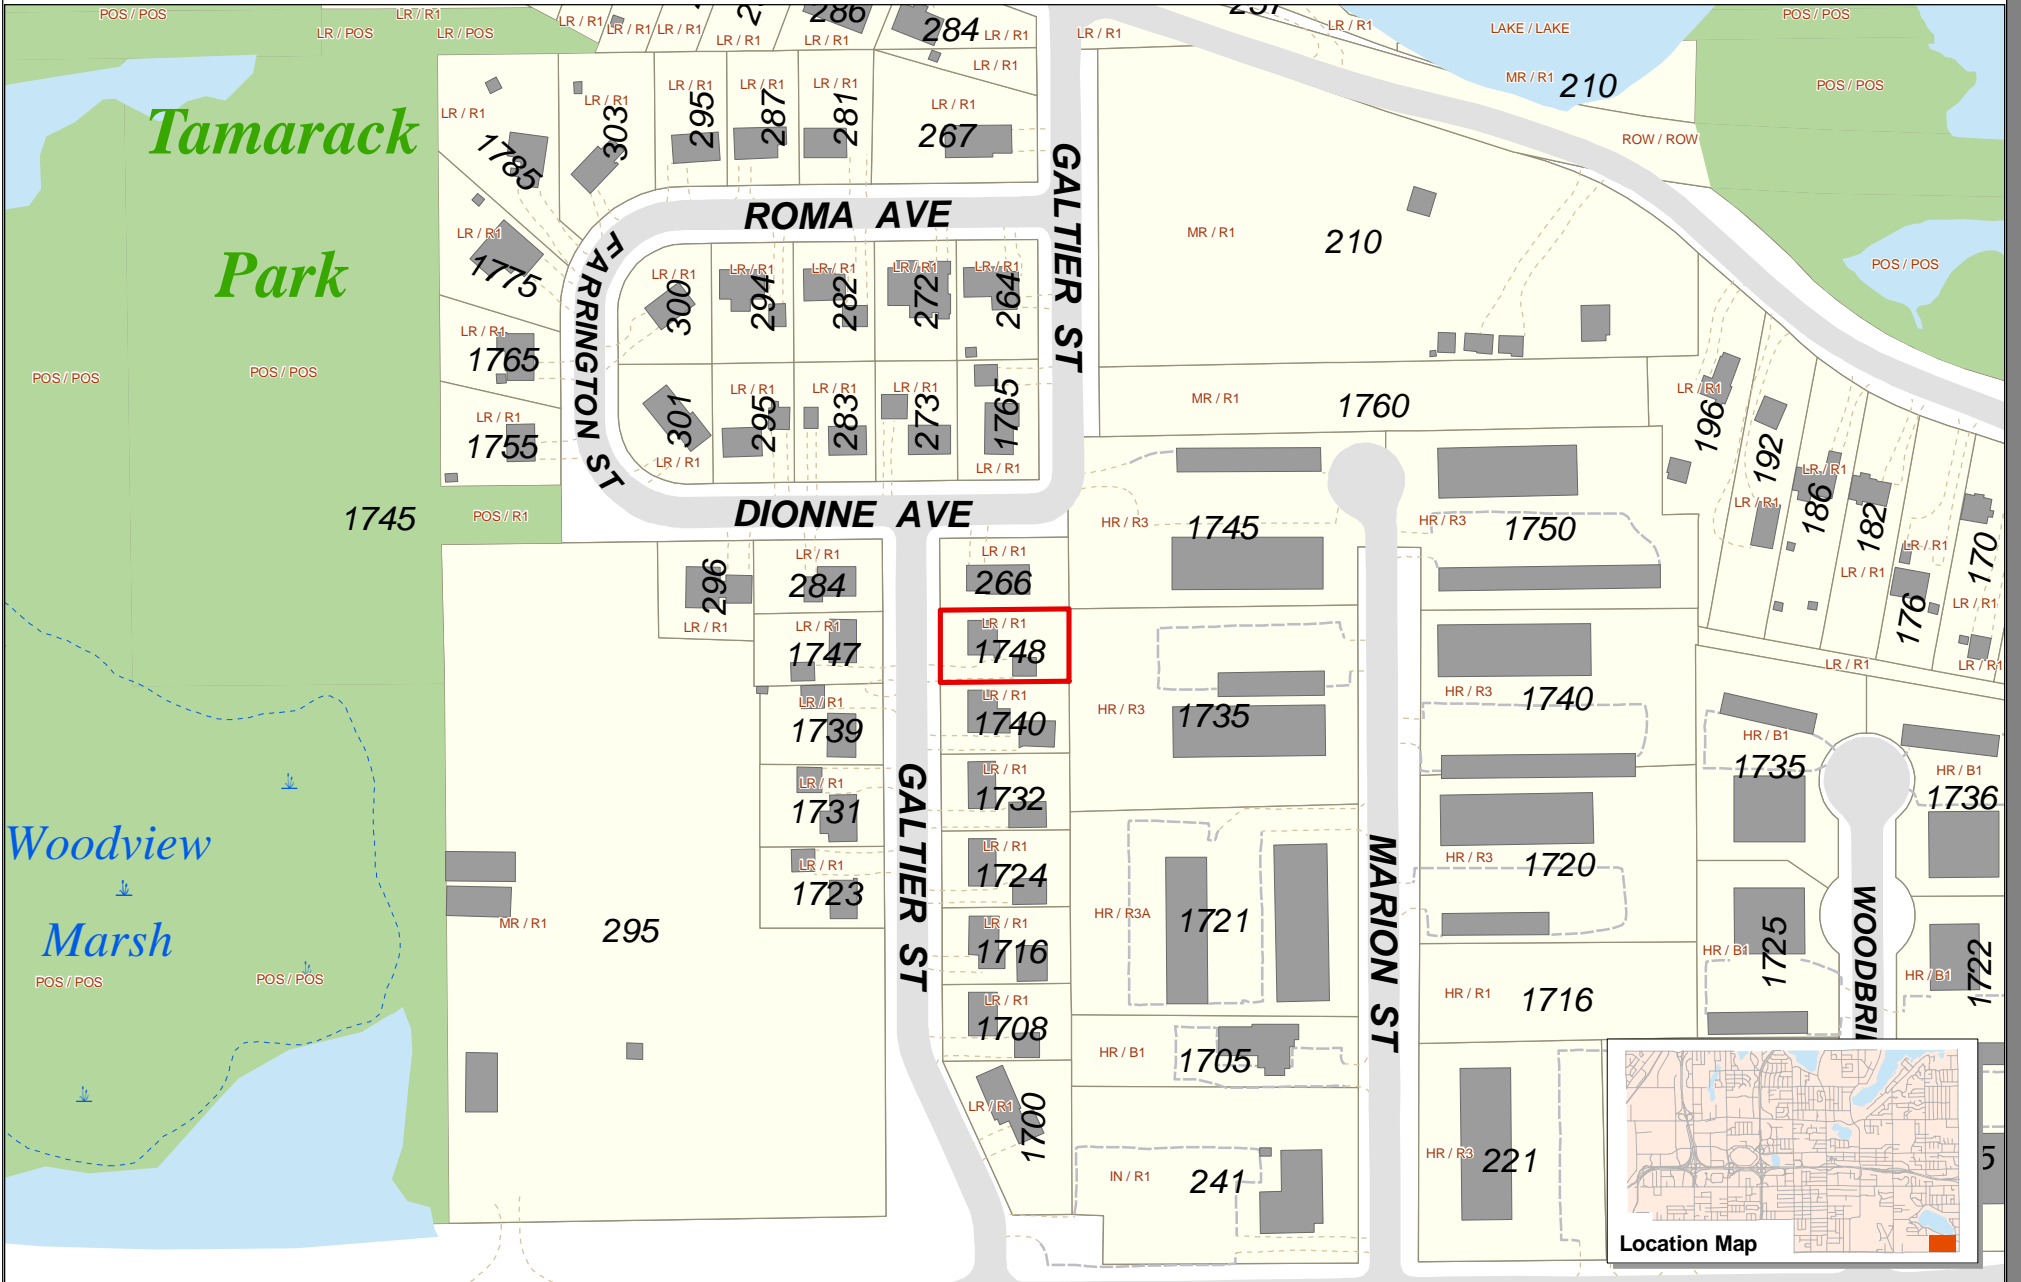 POS / POS
LR / R1
LR / POS
LR / POS
LR / R1
LR / R1
LR / R1
LR / R1
286
LR / R1
284
LR / R1
LR / R1
LR / R1
LAKE / LAKE
POS / POS
LR / R1
MR / R1
210
POS / POS
Tamarack
Park
LR / R1
1785
LR / R1
303
LR / R1
295
LR / R1
287
LR / R1
281
LR / R1
267
ROW / ROW
ROMA AVE
GALTIER ST
MR / R1
210
POS / POS
LR / R1
1775
FARRINGTON ST
LR / R1
300
LR / R1
294
LR / R1
282
LR / R1
272
LR / R1
264
LR / R1
1765
POS / POS
POS / POS
301
LR / R1
LR / R1
295
LR / R1
283
LR / R1
273
1765
LR / R1
MR / R1
1760
LR / R1
196
192
LR / R1
LR / R1
186
182
LR / R1
LR / R1
176
170
LR / R1
LR / R1
LR / R1
LR / R1
1755
1745
POS / R1
DIONNE AVE
HR / R3
1745
HR / R3
1750
296
LR / R1
LR / R1
284
LR / R1
266
LR / R1
1747
LR / R1
1748
LR / R1
1739
LR / R1
1740
HR / R3
1735
HR / R3
1740
LR / R1
1731
LR / R1
1732
HR / B1
1735
HR / B1
1736
GALTIER ST
LR / R1
1723
LR / R1
1724
MARION ST
HR / R3
1720
WOODBRI
Woodview
Marsh
POS / POS
POS / POS
MR / R1
295
LR / R1
1716
HR / R3A
1721
HR / B1
1725
HR / B1
1722
HR / R1
1716
LR / R1
1708
HR / B1
1705
LR / R1
1700
IN / R1
241
HR / R3
221
5
Location Map